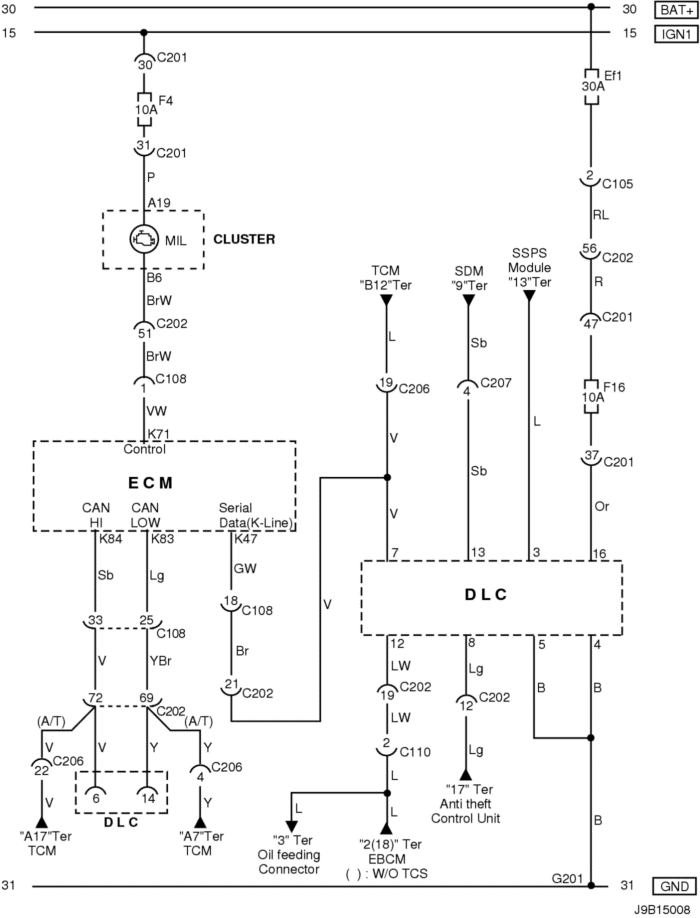 30
30
BAT+
15
15
IGN1
C201
30
F4
10A
31
C201
P
A19
MIL
CLUSTER
B6
BrW
C202
51
BrW
C108
1
VW
K71
Control
ECM
CAN
HI
CAN
LOW
Serial
Data(K-Line)
K84
K83
K47
Sb
Lg
GW
18
C108
33
25
C108
V
YBr
Br
21
C202
72
69
C202
(A/T)
(A/T)
V
V
Y
Y
C206
22
C206
4
6
14
V
Y
DLC
"A17"Ter
TCM
"A7"Ter
TCM
Ef1
30A
2
C105
RL
56
C202
R
C201
47
F16
10A
37
C201
Or
TCM
"B12"Ter
SDM
"9"Ter
SSPS
Module
"13"Ter
L
Sb
19
C206
C207
4
L
V
Sb
V
V
7
13
3
16
DLC
12
8
5
4
LW
Lg
B
B
C202
19
C202
12
LW
2
C110
Lg
L
"17" Ter
Anti theft
Control Unit
L
L
B
"3" Ter
Oil feeding
Connector
"2(18)" Ter
EBCM
( ) : W/O TCS
G201
31
31
GND
J9B15008